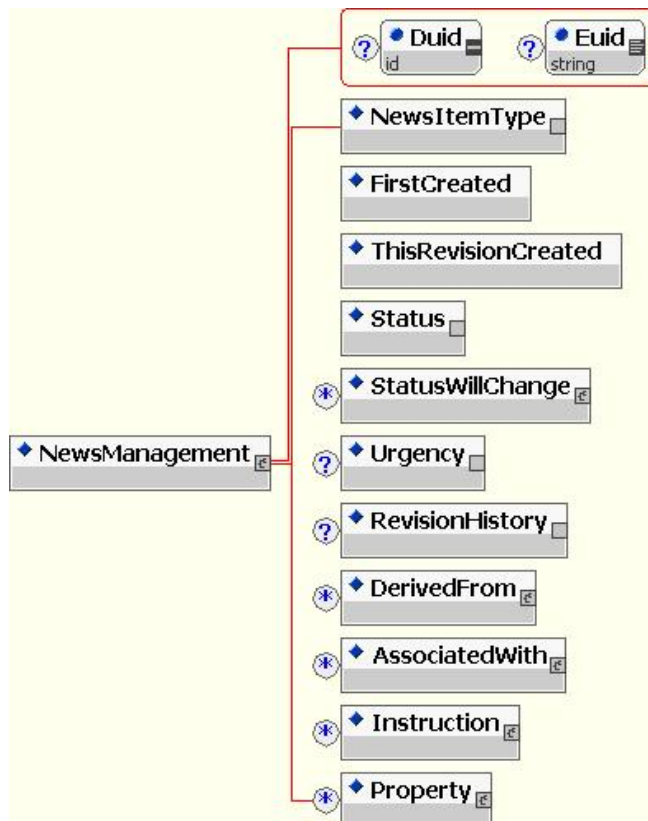 ? Duid
id
? Euid
string
NewsItemType
FirstCreated
ThisRevisionCreated
Status
* StatusWillChange
NewsManagement
? Urgency
? RevisionHistory
* DerivedFrom
* AssociatedWith
* Instruction
* Property